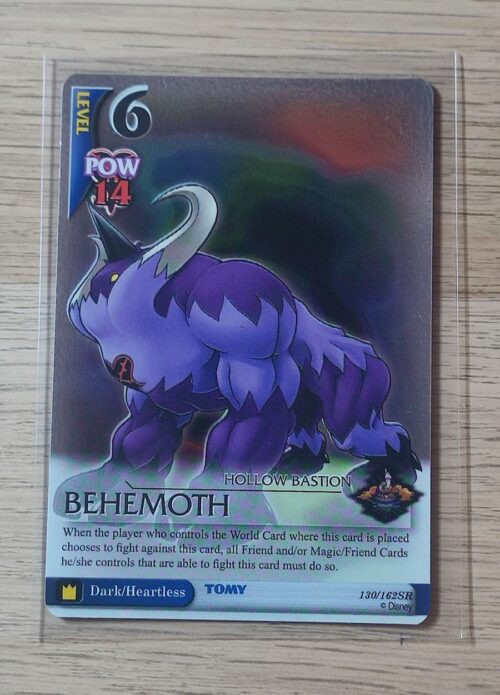 LEVEL
6
POW
14
HOLLOW BASTION
BEHEMOTH
When the player who controls the World Card where this card is placed
chooses to fight against this card, all Friend and/or Magic/Friend Cards
he/she controls that are able to fight this card must do so.
Dark/Heartless
TOMY
130/162SR
© Disney